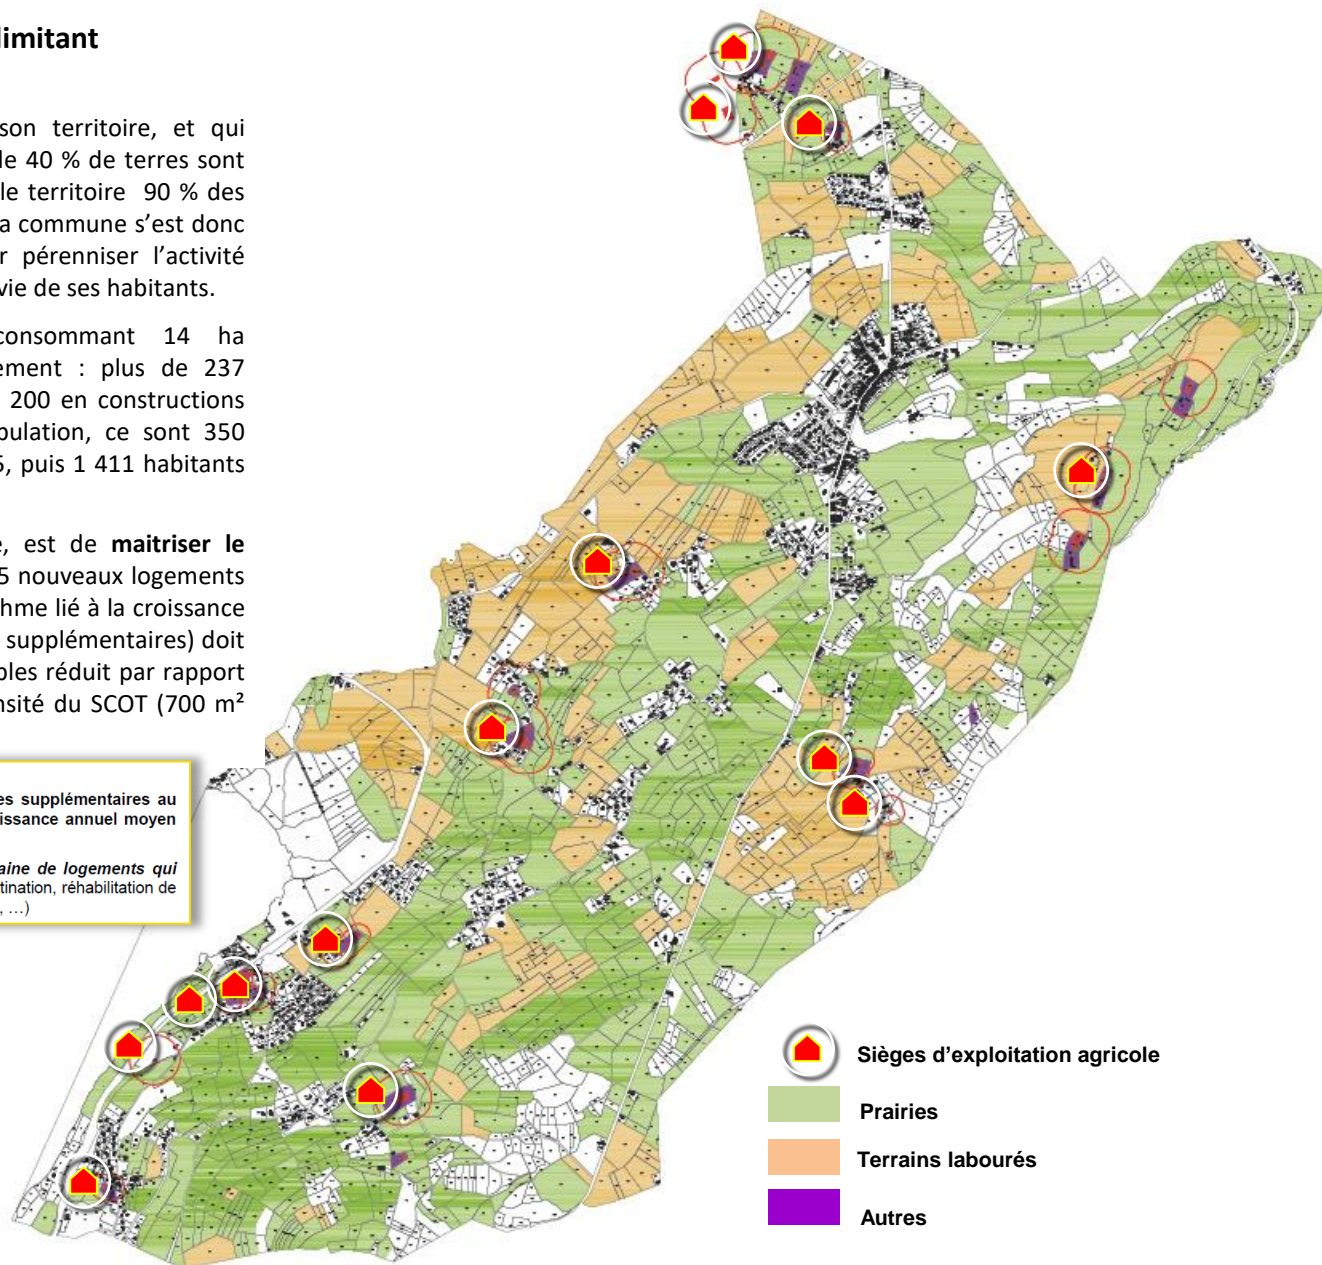 limitant
son territoire, et qui
de 40 % de terres sont
le territoire 90 % des
a commune s'est donc
r pérenniser l'activité
vie de ses habitants.
consommant 14 ha
ement : plus de 237
200 en constructions
pulation, ce sont 350
5, puis 1 411 habitants
e, est de maitriser le
5 nouveaux logements
hme lié à la croissance
supplémentaires) doit
bles réduit par rapport
nsité du SCOT (700 m²
es supplémentaires au
issance annuel moyen
aine de logements qui
tination, réhabilitation de
, …)
Sièges d'exploitation agricole
Prairies
Terrains labourés
Autres